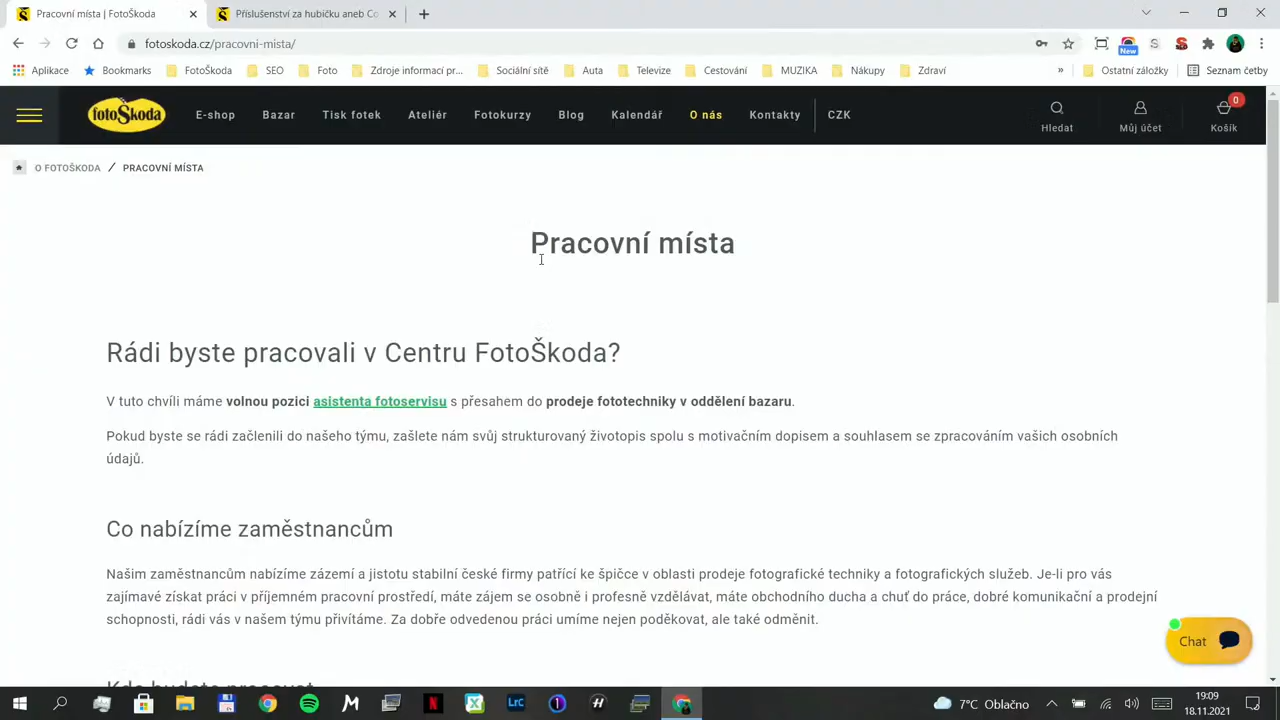 Pracovní místa | FotoŠkoda
Příslušenství za hubičku aneb Co
fotoskoda.cz/pracovni-mista/
New
Aplikace
Bookmarks
FotoŠkoda
SEO
Foto
Zdroje informací pr...
Sociální sítě
Auta
Televize
Cestování
MUZIKA
Nákupy
Zdraví
»
Ostatní záložky
Seznam četby
fotoŠkoda
E-shop
Bazar
Tisk fotek
Ateliér
Fotokurzy
Blog
Kalendář
O nás
Kontakty
CZK
Hledat
Můj účet
0
Košík
O FOTOŠKODA / PRACOVNÍ MÍSTA
Pracovní místa
Rádi byste pracovali v Centru FotoŠkoda?
V tuto chvíli máme volnou pozici asistenta fotoservisu s přesahem do prodeje fototechniky v oddělení bazaru.
Pokud byste se rádi začlenili do našeho týmu, zašlete nám svůj strukturovaný životopis spolu s motivačním dopisem a souhlasem se zpracováním vašich osobních
údajů.
Co nabízíme zaměstnancům
Našim zaměstnancům nabízíme zázemí a jistotu stabilní české firmy patřící ke špičce v oblasti prodeje fotografické techniky a fotografických služeb. Je-li pro vás
zajímavé získat práci v příjemném pracovní prostředí, máte zájem se osobně i profesně vzdělávat, máte obchodního ducha a chuť do práce, dobré komunikační a prodejní
schopnosti, rádi vás v našem týmu přivítáme. Za dobře odvedenou práci umíme nejen poděkovat, ale také odměnit.
Kde budete pracovat
Chat
7°C Oblačno
19:09
18.11.2021